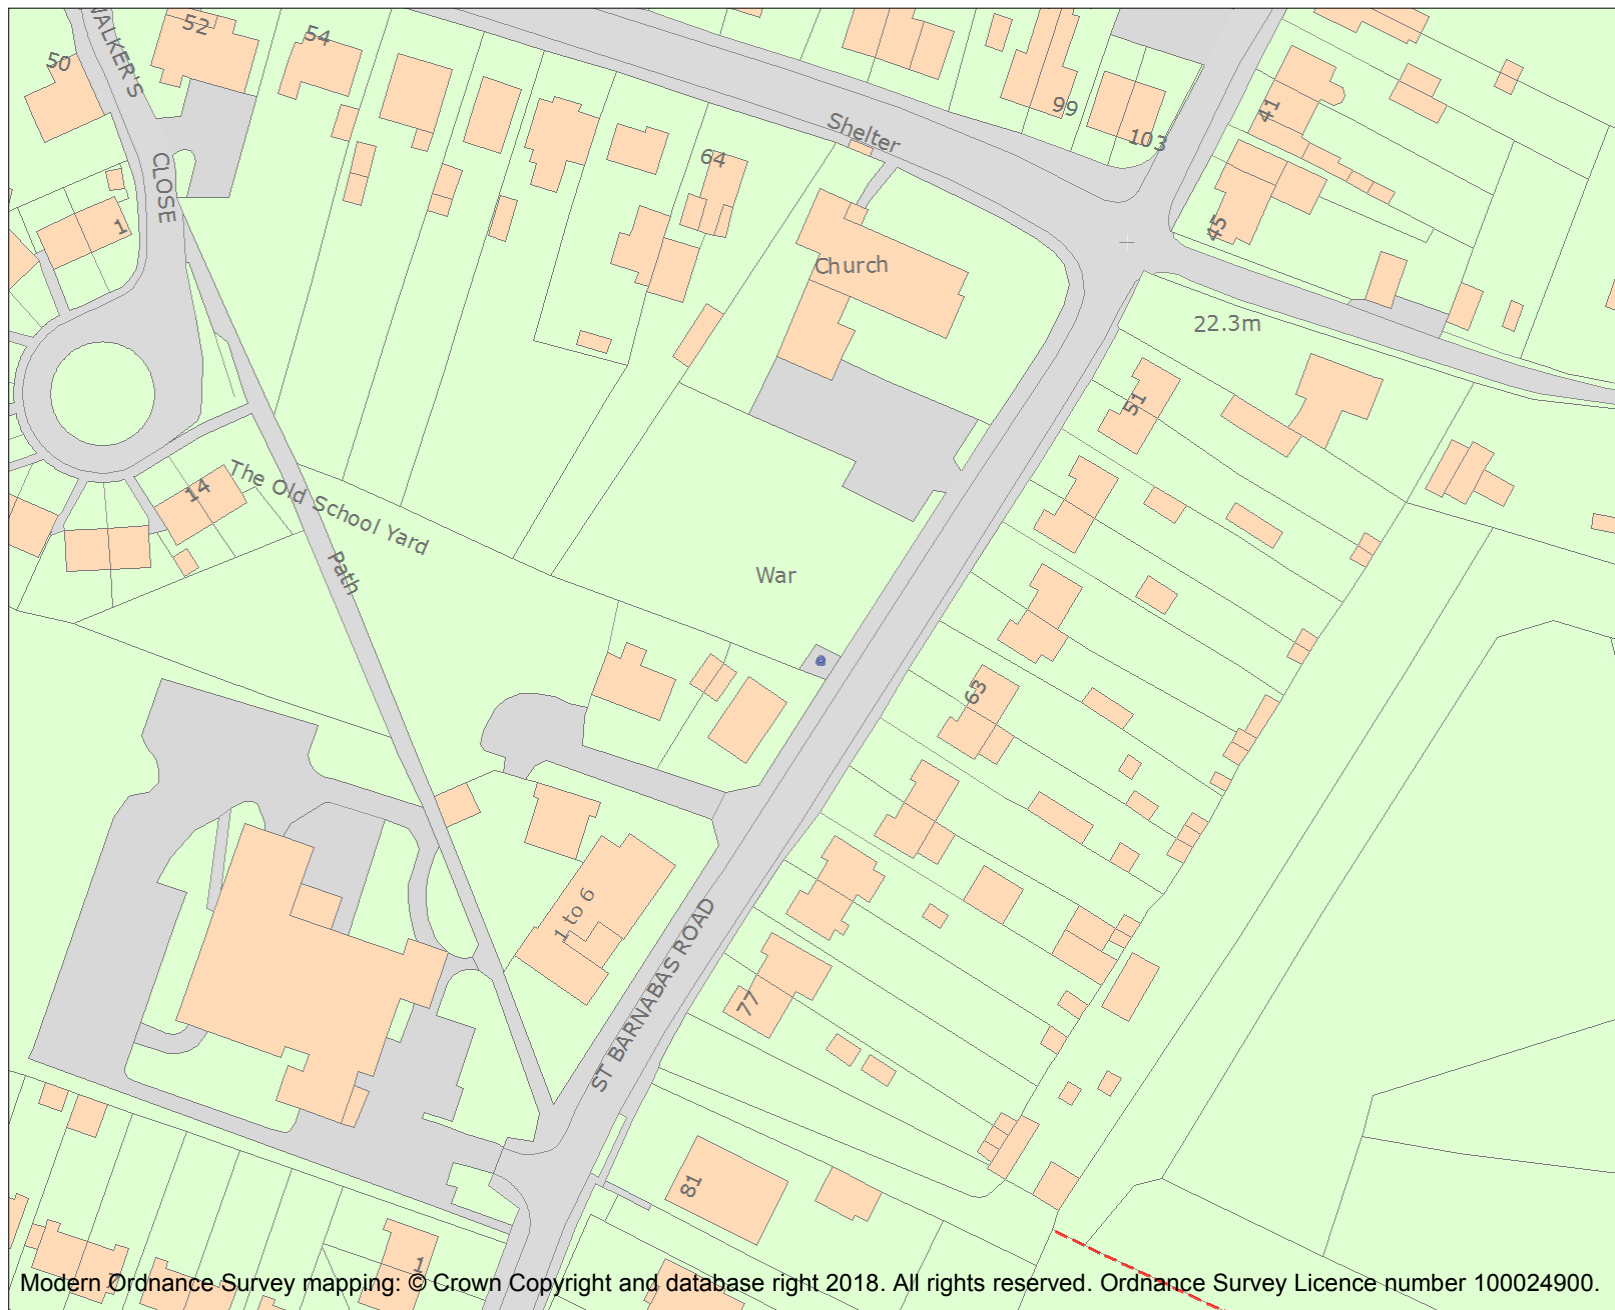 WALKER'S
CLOSE
50
52
54
64
Shelter
99
103
41
45
1
Church
22.3m
51
14
The Old School Yard
Path
War
63
1 to 6
ST BARNABAS ROAD
77
81
1
Modern Ordnance Survey mapping: © Crown Copyright and database right 2018. All rights reserved. Ordnance Survey Licence number 100024900.